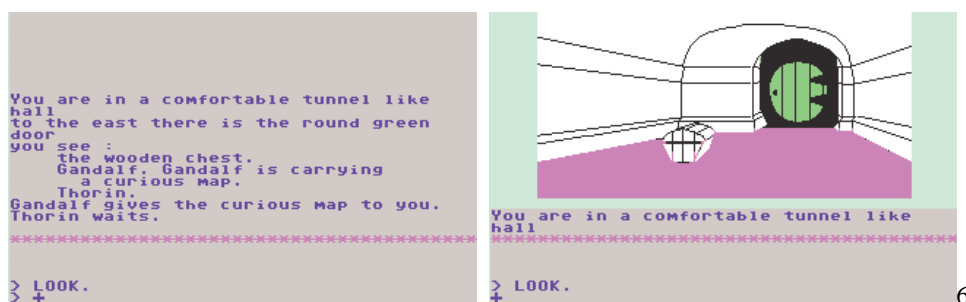 You are in a comfortable tunnel like
hall
to the east there is the round green
door
you see :
the wooden chest.
Gandalf. Gandalf is carrying
a curious map.
Thorin.
Gandalf gives the curious map to you.
Thorin waits.
****************************************
> LOOK.
> +
You are in a comfortable tunnel like
hall
****************************************
> LOOK.
+
6